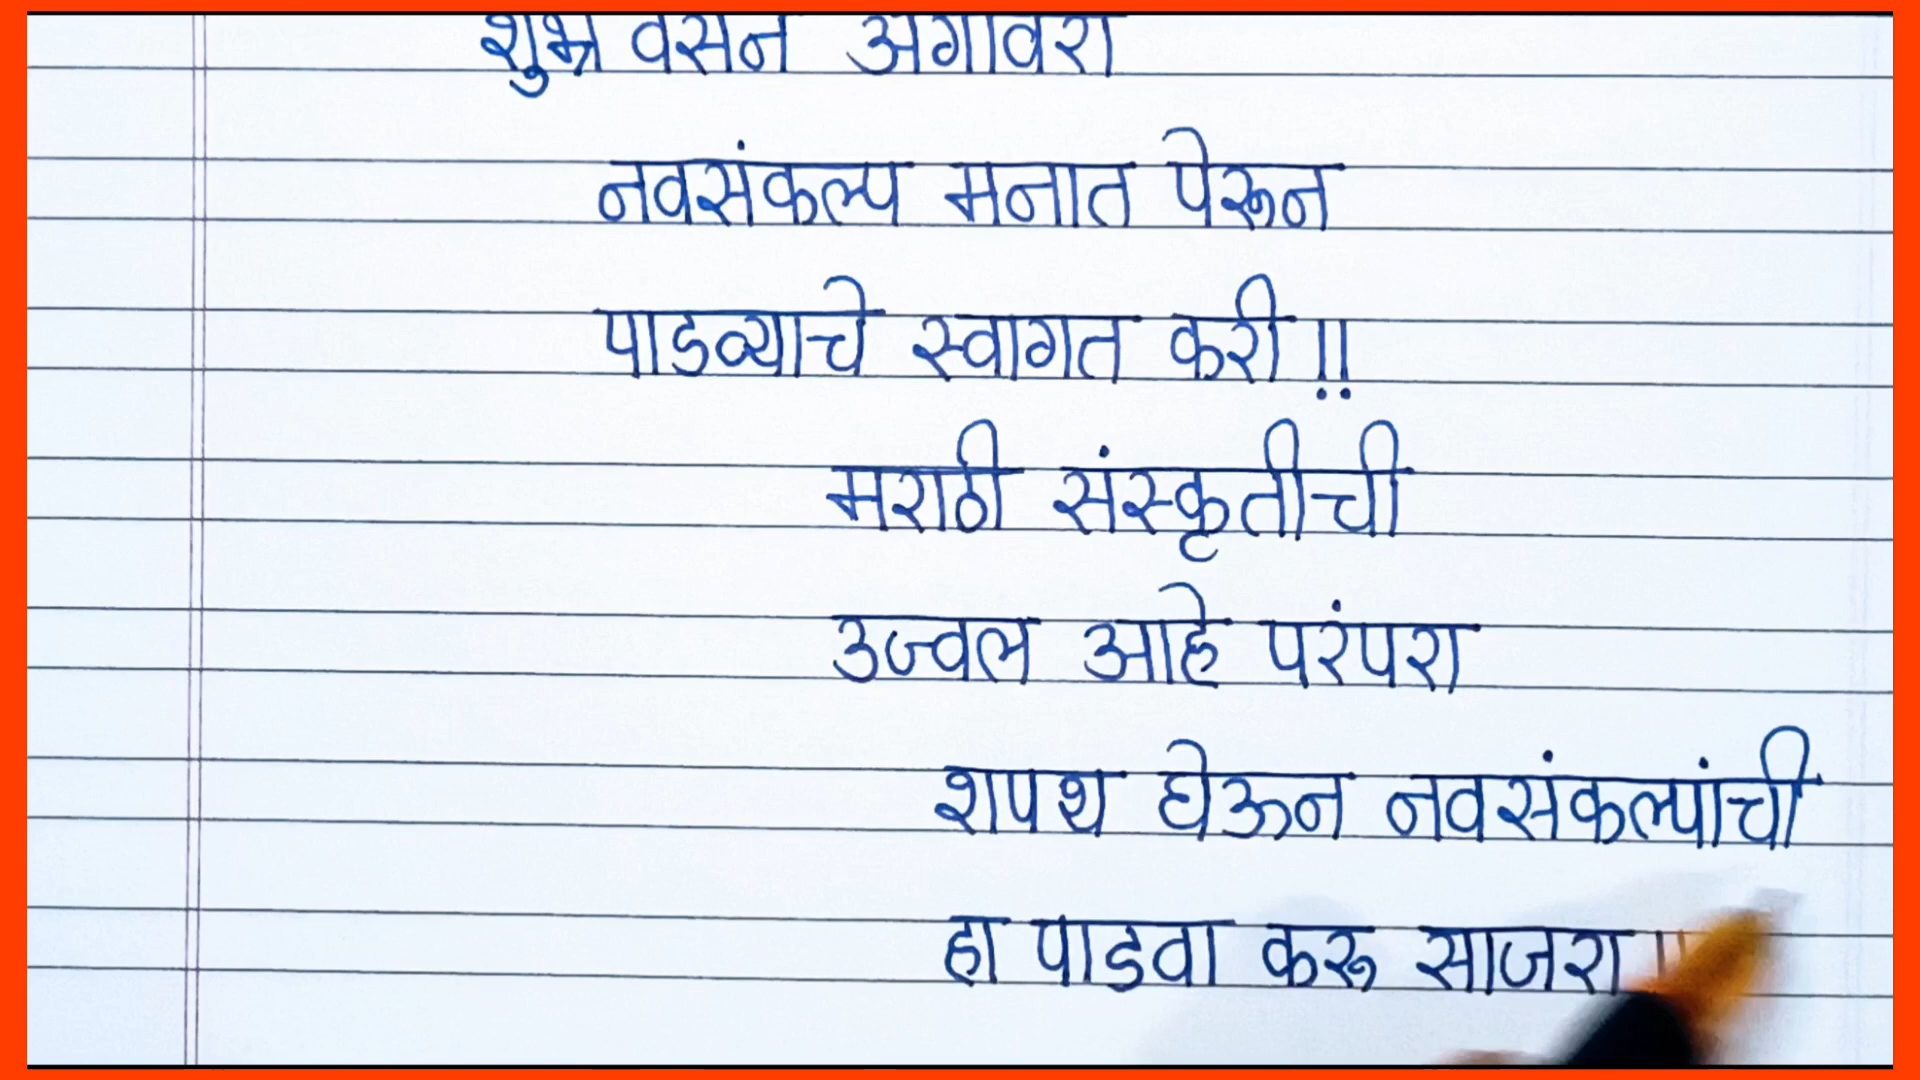 शुभ्र वसन अंगावरी
नवसंकल्प मनात पेरून
पाडव्याचे स्वागत करी !!
मराठी संस्कृतीची
उज्वल आहे परंपरा
शपथ घेऊन नवसंकल्पांची
हा पाडवा करू साजरा !!